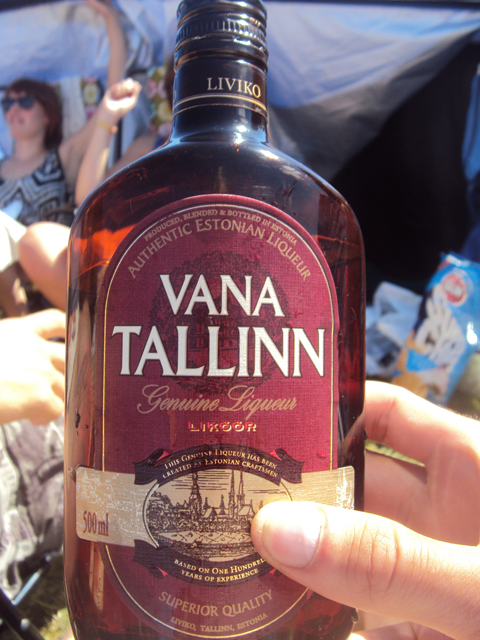 LIVIKO
PRODUCED, BLENDED & BOTTLED IN ESTONIA
AUTHENTIC ESTONIAN LIQUEUR
VANA
TALLINN
Genuine Liqueur
LIKÖÖR
THIS GENUINE LIQUEUR HAS BEEN
CREATED BY ESTONIAN CRAFTSMEN
500 ml
BASED ON ONE HUNDRED
YEARS OF EXPERIENCE
SUPERIOR QUALITY
LIVIKO, TALLINN, ESTONIA